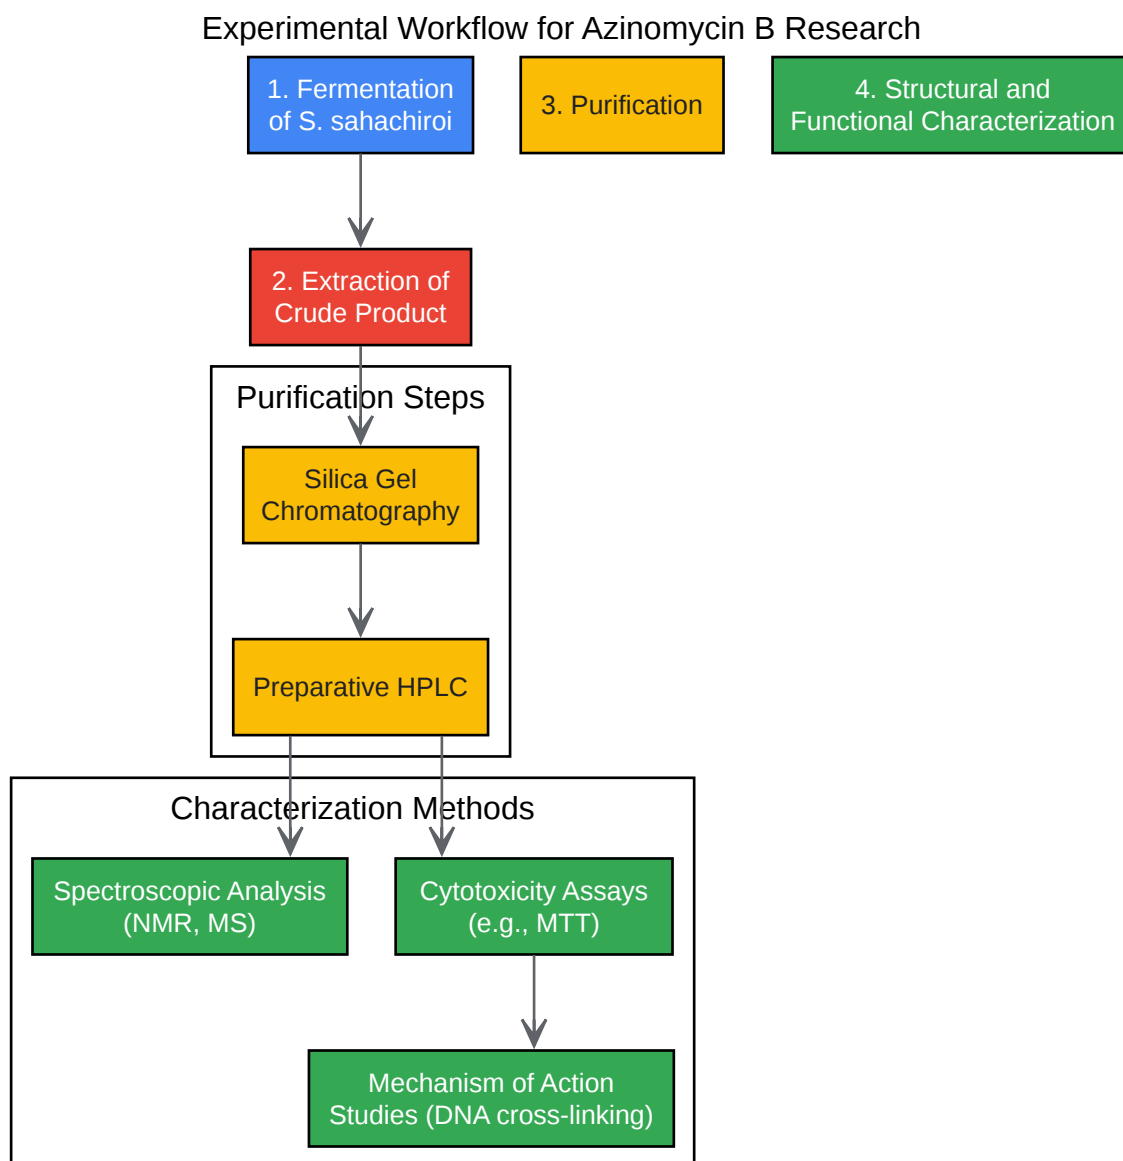 Experimental Workflow for Azinomycin B Research
1. Fermentation
of S. sahachiroi
3. Purification
4. Structural and
Functional Characterization
2. Extraction of
Crude Product
Purification Steps
Silica Gel
Chromatography
Preparative HPLC
Characterization Methods
Spectroscopic Analysis
(NMR, MS)
Cytotoxicity Assays
(e.g., MTT)
Mechanism of Action
Studies (DNA cross-linking)